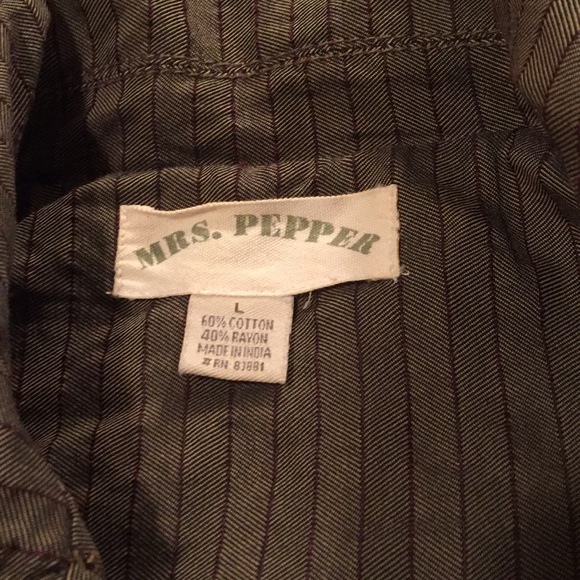 MRS. PEPPER
L
60% COTTON
40% RAYON
MADE IN INDIA
# RN 83881